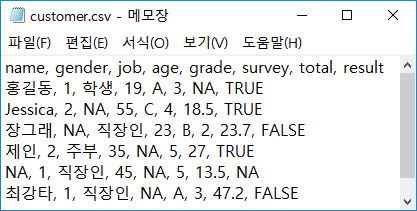 customer.csv - 메모장
파일(F) 편집(E) 서식(O) 보기(V) 도움말(H)
name, gender, job, age, grade, survey, total, result
홍길동, 1, 학생, 19, A, 3, NA, TRUE
Jessica, 2, NA, 55, C, 4, 18.5, TRUE
장그래, NA, 직장인, 23, B, 2, 23.7, FALSE
제인, 2, 주부, 35, NA, 5, 27, TRUE
NA, 1, 직장인, 45, NA, 5, 13.5, NA
최강타, 1, 직장인, NA, A, 3, 47.2, FALSE